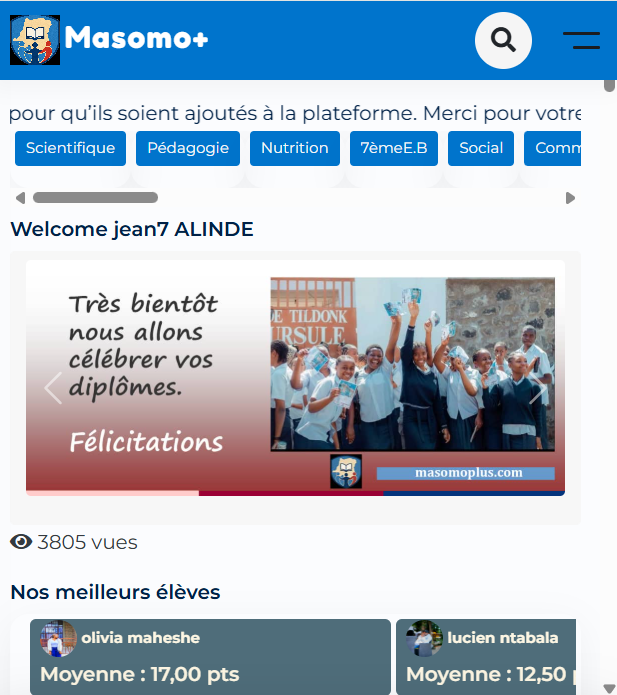 Masomo+
pour qu’ils soient ajoutés à la plateforme. Merci pour votre
Scientifique Pédagogie Nutrition 7èmeE.B Social Comm
Welcome jean7 ALINDE
Très bientôt
nous allons
célébrer vos
diplômes.
Félicitations
DE TILDONK
URSULE
masomoplus.com
3805 vues
Nos meilleurs élèves
olivia maheshe
Moyenne : 17,00 pts
lucien ntabala
Moyenne : 12,50 p